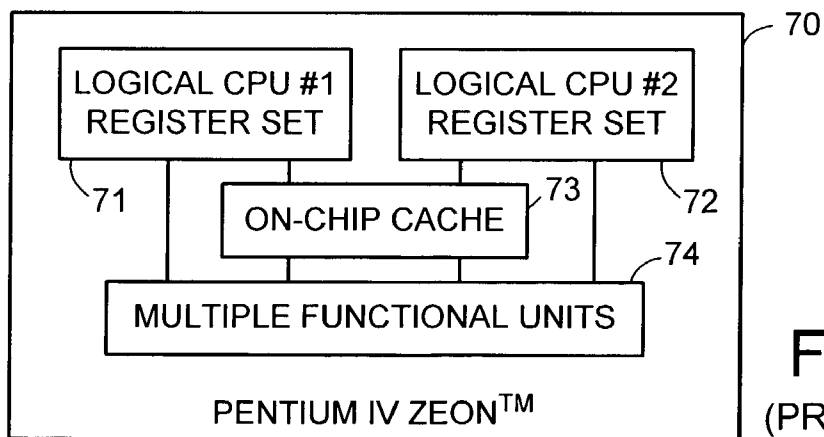 70
LOGICAL CPU #1
REGISTER SET
LOGICAL CPU #2
REGISTER SET
71
73
72
ON-CHIP CACHE
74
MULTIPLE FUNCTIONAL UNITS
PENTIUM IV ZEON™
F
(PR